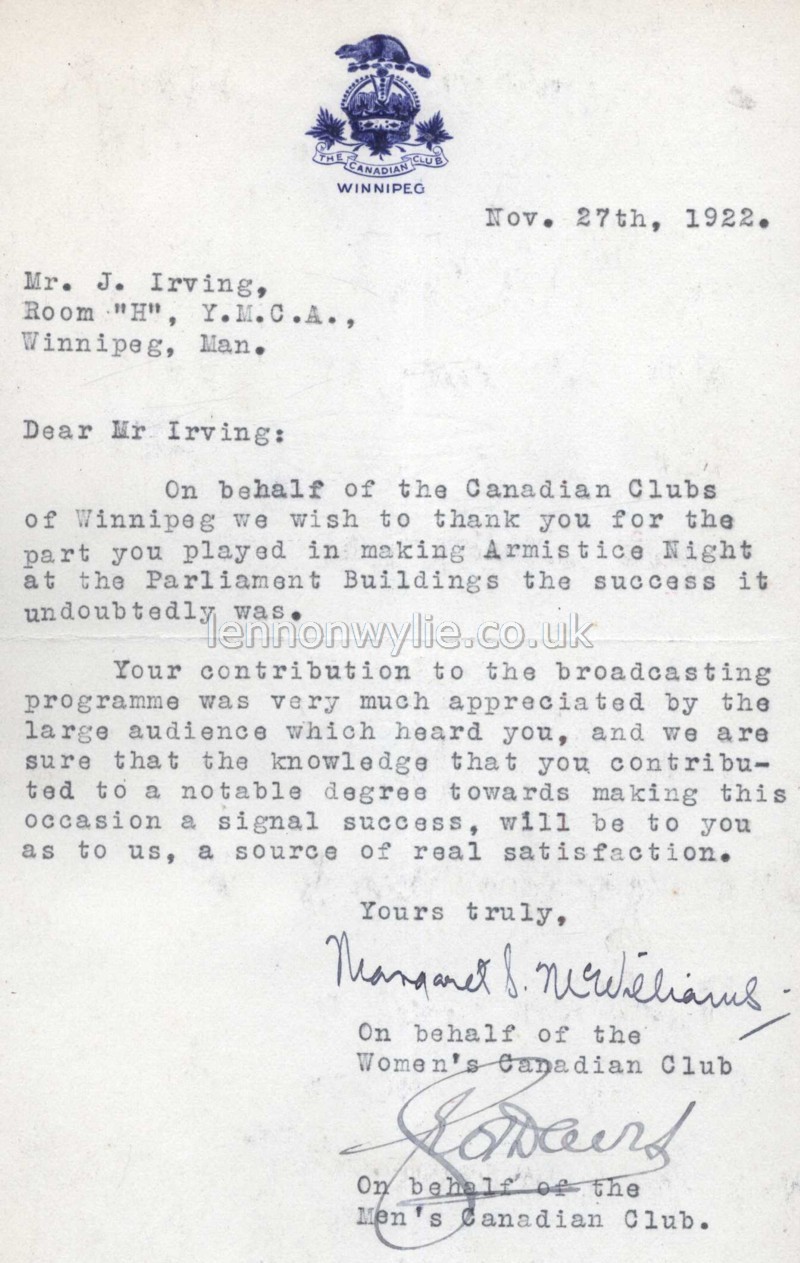 THE CANADIAN CLUB
WINNIPEG
Nov. 27th, 1922.
Mr. J. Irving,
Room "H", Y.M.C.A.,
Winnipeg, Man.
Dear Mr Irving:
On behalf of the Canadian Clubs
of Winnipeg we wish to thank you for the
part you played in making Armistice Night
at the Parliament Buildings the success it
undoubtedly was.
lennonwylie.co.uk
Your contribution to the broadcasting
programme was very much appreciated by the
large audience which heard you, and we are
sure that the knowledge that you contribu-
ted to a notable degree towards making this
occasion a signal success, will be to you
as to us, a source of real satisfaction.
Yours truly,
Margaret S. McWilliams
On behalf of the
Women's Canadian Club
On behalf of the
Men's Canadian Club.